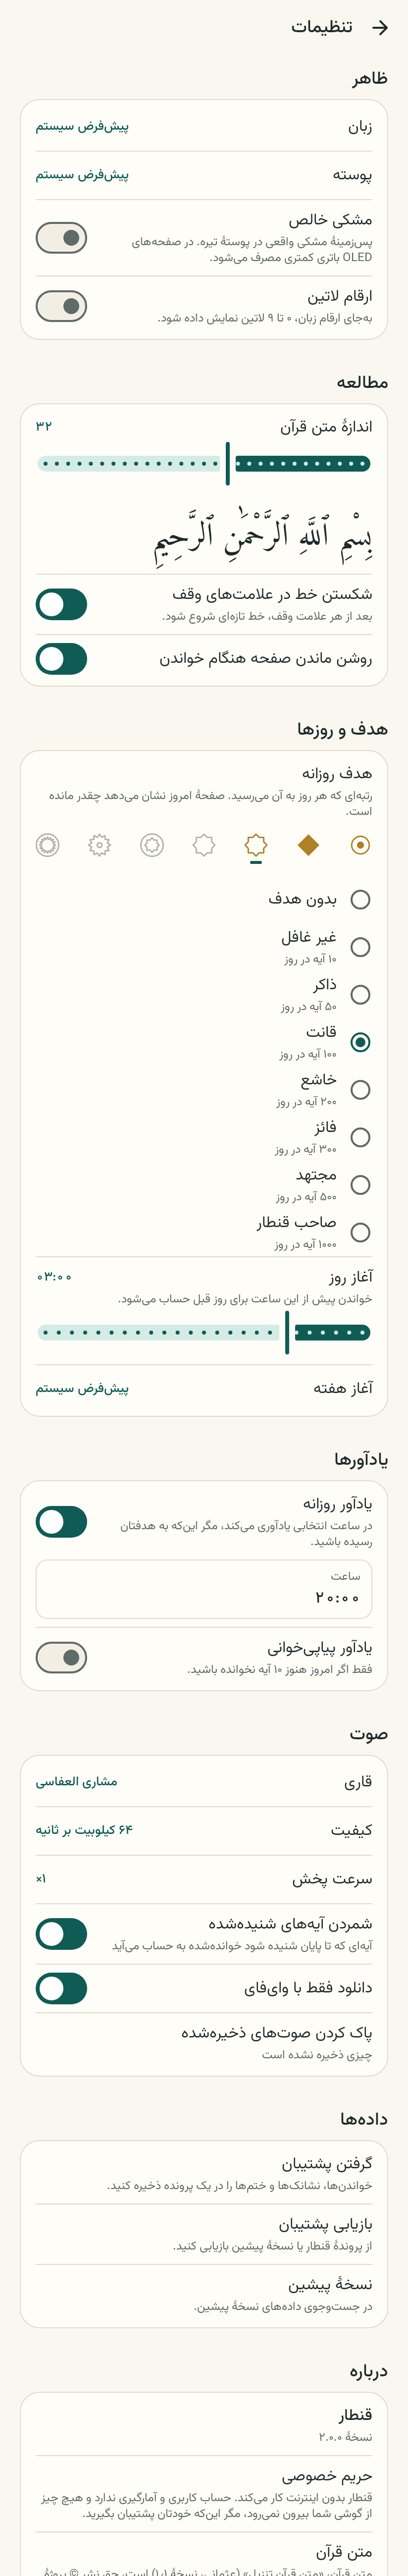 تنظیمات
ظاهر
زبان
پیش‌فرض سیستم
پوسته
پیش‌فرض سیستم
مشکی خالص
پس‌زمینهٔ مشکی واقعی در پوستهٔ تیره. در صفحه‌های
OLED باتری کمتری مصرف می‌شود.
ارقام لاتین
به‌جای ارقام زبان، ۰ تا ۹ لاتین نمایش داده شود.
مطالعه
اندازهٔ متن قرآن
۳۲
بِسْمِ ٱللَّهِ ٱلرَّحْمَٰنِ ٱلرَّحِيمِ
شکستن خط در علامت‌های وقف
بعد از هر علامت وقف، خط تازه‌ای شروع شود.
روشن ماندن صفحه هنگام خواندن
هدف و روزها
هدف روزانه
رتبه‌ای که هر روز به آن می‌رسید. صفحهٔ امروز نشان می‌دهد چقدر مانده
است.
بدون هدف
غیر غافل
۱۰ آیه در روز
ذاکر
۵۰ آیه در روز
قانت
۱۰۰ آیه در روز
خاشع
۲۰۰ آیه در روز
فائز
۳۰۰ آیه در روز
مجتهد
۵۰۰ آیه در روز
صاحب قنطار
۱۰۰۰ آیه در روز
آغاز روز
۰۳:۰۰
خواندن پیش از این ساعت برای روز قبل حساب می‌شود.
آغاز هفته
پیش‌فرض سیستم
یادآورها
یادآور روزانه
در ساعت انتخابی یادآوری می‌کند، مگر این‌که به هدفتان
رسیده باشید.
ساعت
۲۰:۰۰
یادآور پیاپی‌خوانی
فقط اگر امروز هنوز ۱۰ آیه نخوانده باشید.
صوت
قاری
مشاری العفاسی
کیفیت
۶۴ کیلوبیت بر ثانیه
سرعت پخش
۱×
شمردن آیه‌های شنیده‌شده
آیه‌ای که تا پایان شنیده شود خوانده‌شده به حساب می‌آید
دانلود فقط با وای‌فای
پاک کردن صوت‌های ذخیره‌شده
چیزی ذخیره نشده است
داده‌ها
گرفتن پشتیبان
خواندن‌ها، نشانک‌ها و ختم‌ها را در یک پرونده ذخیره کنید.
بازیابی پشتیبان
از پروندهٔ قنطار یا نسخهٔ پیشین بازیابی کنید.
نسخهٔ پیشین
در جست‌وجوی داده‌های نسخهٔ پیشین.
درباره
قنطار
نسخهٔ ۲.۰.۰
حریم خصوصی
قنطار بدون اینترنت کار می‌کند. حساب کاربری و آمارگیری ندارد و هیچ چیز
از گوشی شما بیرون نمی‌رود، مگر این‌که خودتان پشتیبان بگیرید.
متن قرآن
متن قرآن، «متن قرآن تنزیل» (عثمانی، نسخهٔ ۱٫۱) است، حق نشر © پروژهٔ